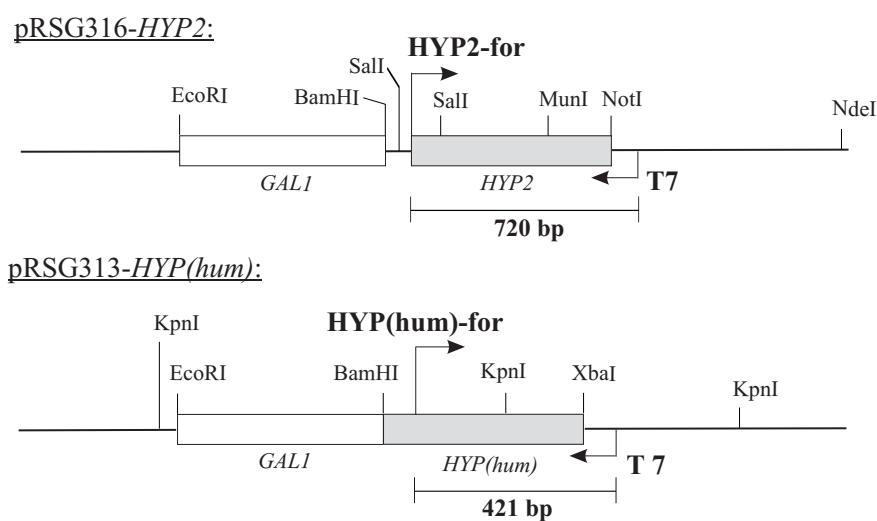 pRSG316-HYP2:
HYP2-for
SalI
EcoRI
BamHI
SalI
MunI
NotI
NdeI
GAL1
HYP2
T7
720 bp
pRSG313-HYP(hum):
KpnI
HYP(hum)-for
EcoRI
BamHI
KpnI
XbaI
KpnI
GAL1
HYP(hum)
T 7
421 bp